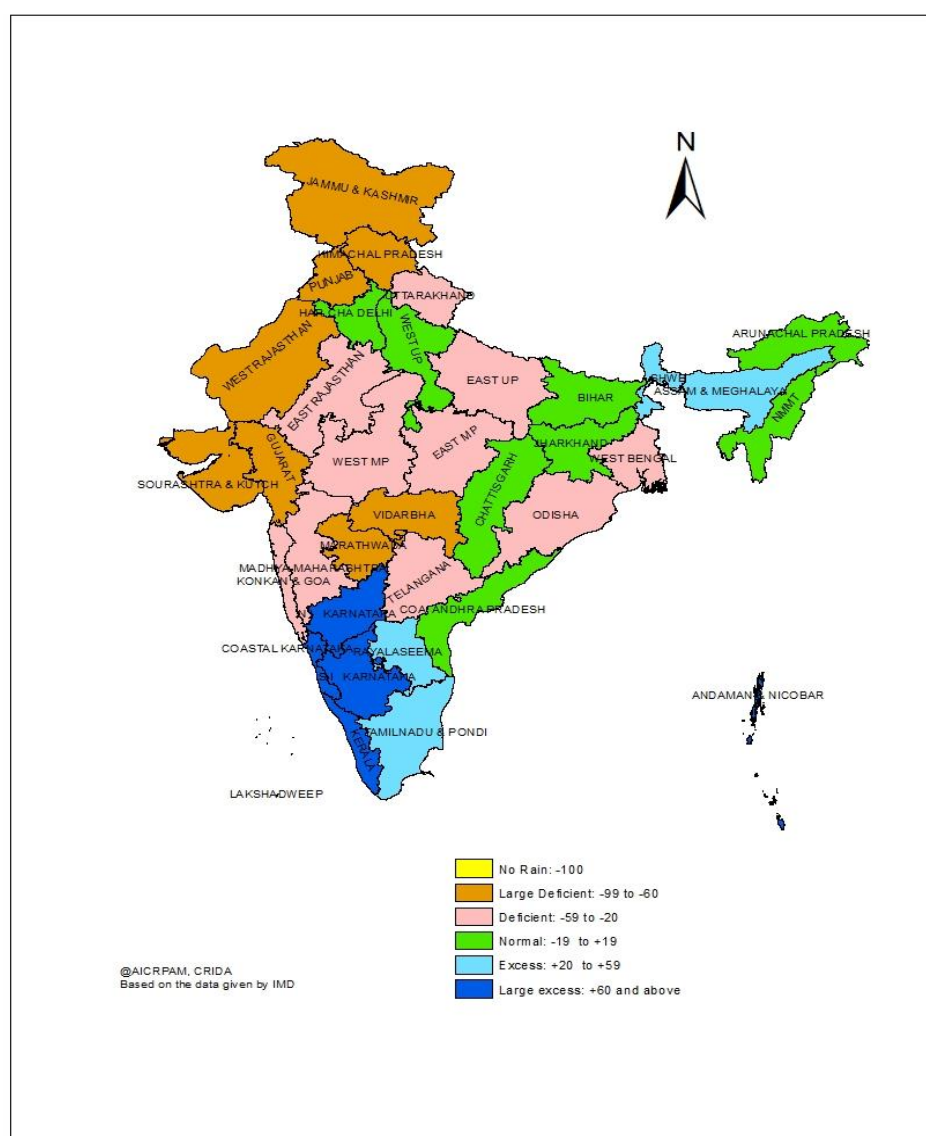 N
JAMMU & KASHMIR
HIMACHAL PRADESH
PUNJAB
UTTARAKHAND
HAR CHA DELHI
WEST UP
ARUNACHAL PRADESH
WEST RAJASTHAN
EAST RAJASTHAN
EAST UP
ASSAM & MEGHALAYA
BIHAR
NMMT
GUJARAT
WEST MP
EAST MP
JHARKHAND
WEST BENGAL
SOURASHTRA & KUTCH
CHATTISGARH
VIDARBHA
ODISHA
MARATHWADA
MADHYA MAHARASHTRA
KONKAN & GOA
TELANGANA
COA ANDHRA PRADESH
KARNATAKA
COASTAL KARNATAKA
RAYALASEEMA
KARNATAKA
ANDAMAN & NICOBAR
TAMILNADU & PONDI
KERALA
LAKSHADWEEP
No Rain: -100
Large Deficient: -99 to -60
Deficient: -59 to -20
Normal: -19 to +19
Excess: +20 to +59
Large excess: +60 and above
@AICRPAM, CRIDA
Based on the data given by IMD